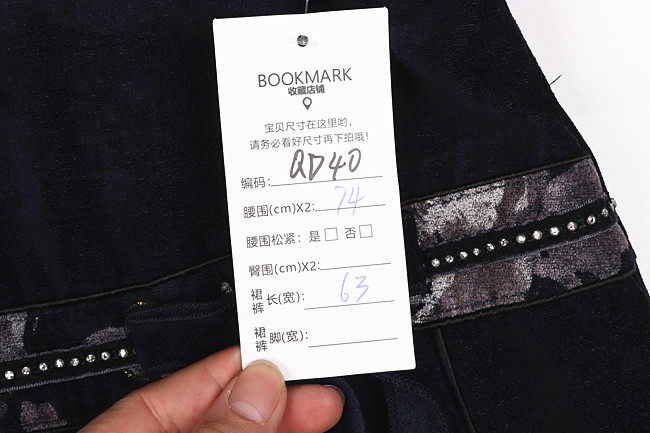 BOOKMARK
收藏店铺
宝贝尺寸在这里哟,
请务必看好尺寸再下拍哦!
编码: QD40
腰围(cm)X2: 74
腰围松紧: 是□ 否□
臀围(cm)X2:
裙裤长(宽): 63
裙裤脚(宽):